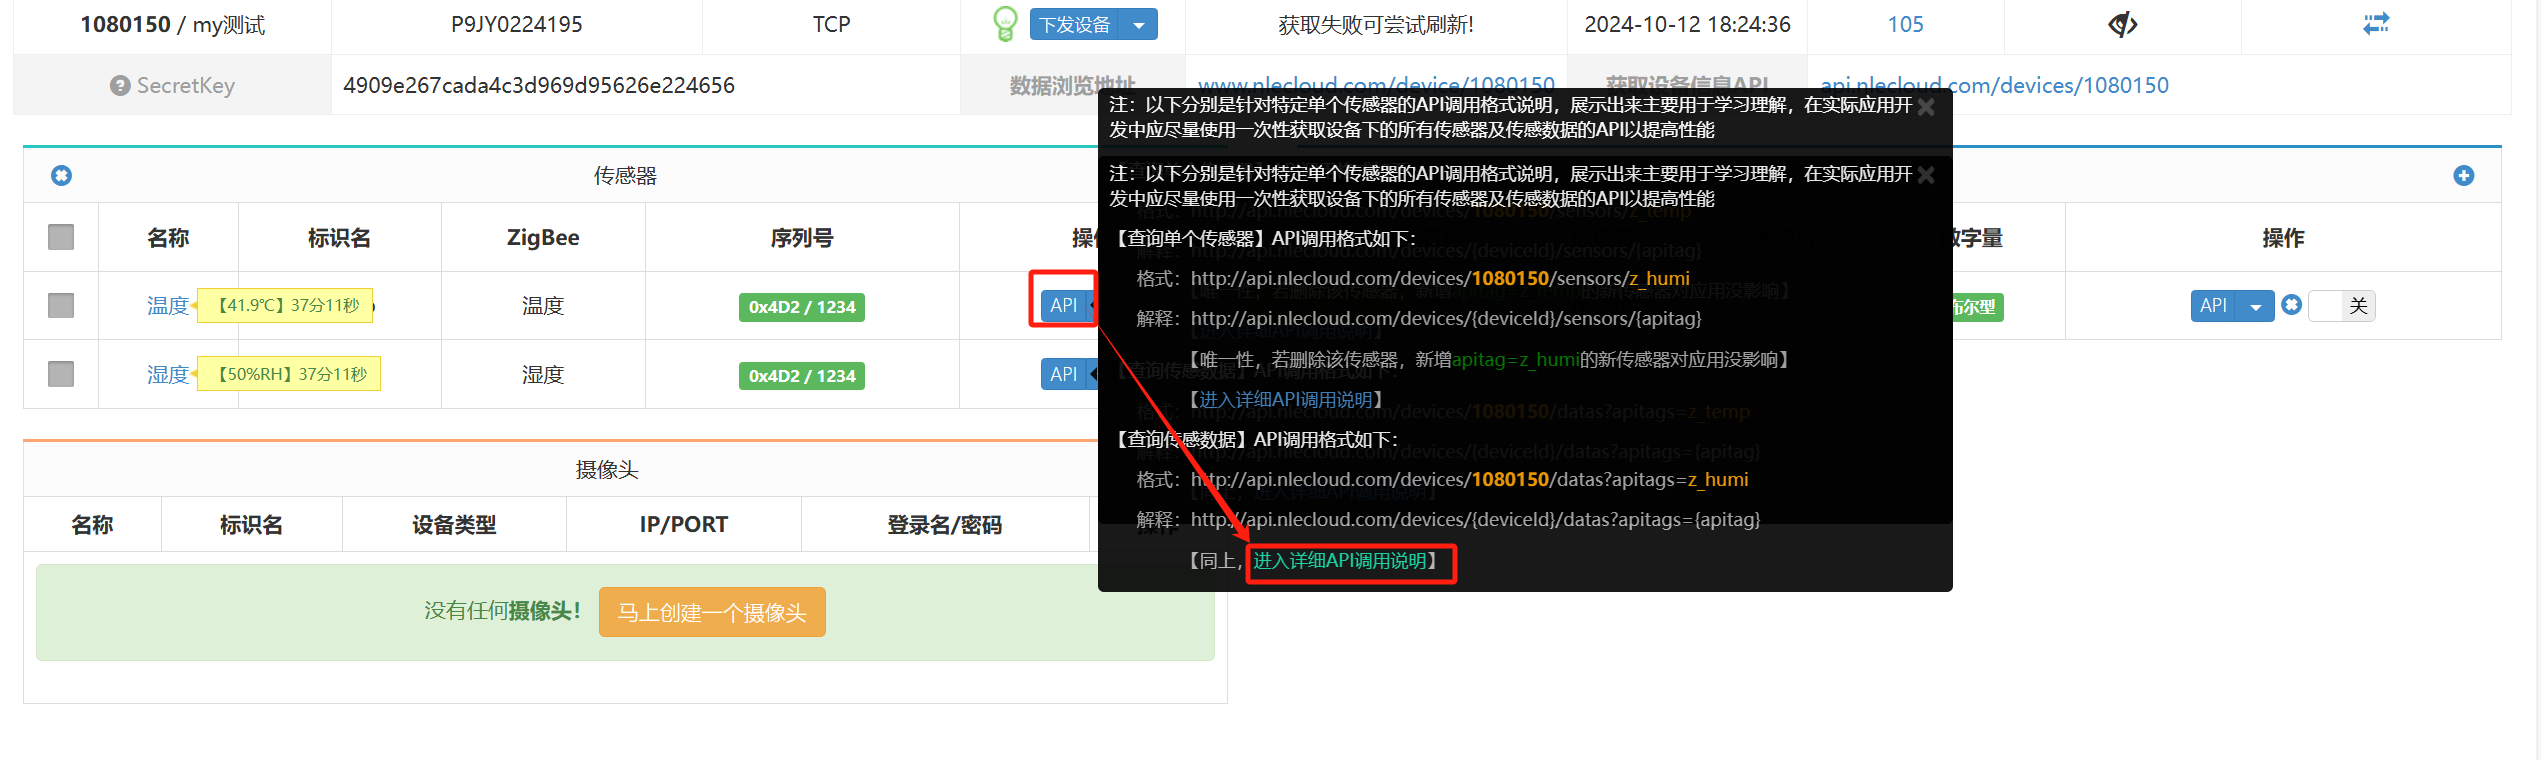 1080150 / my测试 P9JY0224195 TCP 下发设备 获取失败可尝试刷新! 2024-10-12 18:24:36 105
SecretKey 4909e267cada4c3d969d95626e224656 数据浏览地址 www.nlecloud.com/device/1080150 获取设备信息API api.nlecloud.com/devices/1080150
注：以下分别是针对特定单个传感器的API调用格式说明，展示出来主要用于学习理解，在实际应用开
发中应尽量使用一次性获取设备下的所有传感器及传感数据的API以提高性能
注：以下分别是针对特定单个传感器的API调用格式说明，展示出来主要用于学习理解，在实际应用开
发中应尽量使用一次性获取设备下的所有传感器及传感数据的API以提高性能
【查询单个传感器】API调用格式如下：
格式：http://api.nlecloud.com/devices/1080150/sensors/z_humi
解释：http://api.nlecloud.com/devices/{deviceId}/sensors/{apitag}
【唯一性，若删除该传感器，新增apitag=z_humi的新传感器对应用没影响】
【进入详细API调用说明】
【查询传感数据】API调用格式如下：
格式：http://api.nlecloud.com/devices/1080150/datas?apitags=z_humi
解释：http://api.nlecloud.com/devices/{deviceId}/datas?apitags={apitag}
【同上，进入详细API调用说明】
传感器
名称 标识名 ZigBee 序列号 操作
温度 【41.9℃】37分11秒 温度 0x4D2 / 1234 API
湿度 【50%RH】37分11秒 湿度 0x4D2 / 1234 API
数字量 操作
布尔型 API 关
摄像头
名称 标识名 设备类型 IP/PORT 登录名/密码 操作
没有任何摄像头！ 马上创建一个摄像头